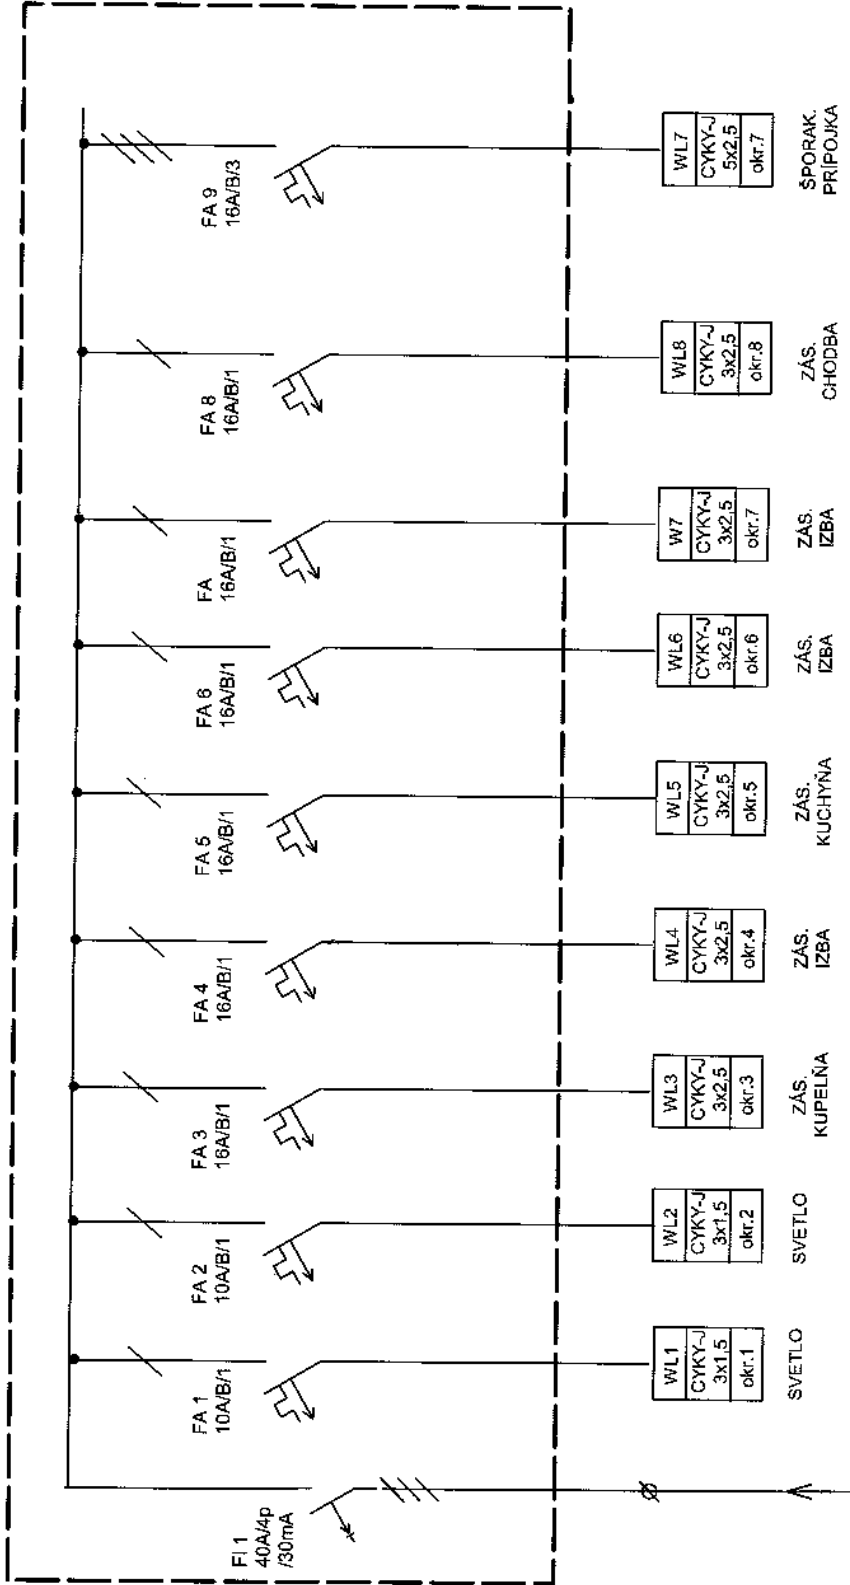 FI 1
40A/4p
/30mA
FA 1
10A/B/1
FA 2
10A/B/1
FA 3
16A/B/1
FA 4
16A/B/1
FA 5
16A/B/1
FA 6
16A/B/1
FA
16A/B/1
FA 8
16A/B/1
FA 9
16A/B/3
WL1
CYKY-J
3x1,5
okr.1
SVETLO
WL2
CYKY-J
3x1,5
okr.2
SVETLO
WL3
CYKY-J
3x2,5
okr.3
ZÁS.
KUPELŇA
WL4
CYKY-J
3x2,5
okr.4
ZÁS.
IZBA
WL5
CYKY-J
3x2,5
okr.5
ZÁS.
KUCHYŇA
WL6
CYKY-J
3x2,5
okr.6
ZÁS.
IZBA
W7
CYKY-J
3x2,5
okr.7
ZÁS.
IZBA
WL8
CYKY-J
3x2,5
okr.8
ZÁS.
CHODBA
WL7
CYKY-J
5x2,5
okr.7
ŠPORAK.
PRÍPOJKA